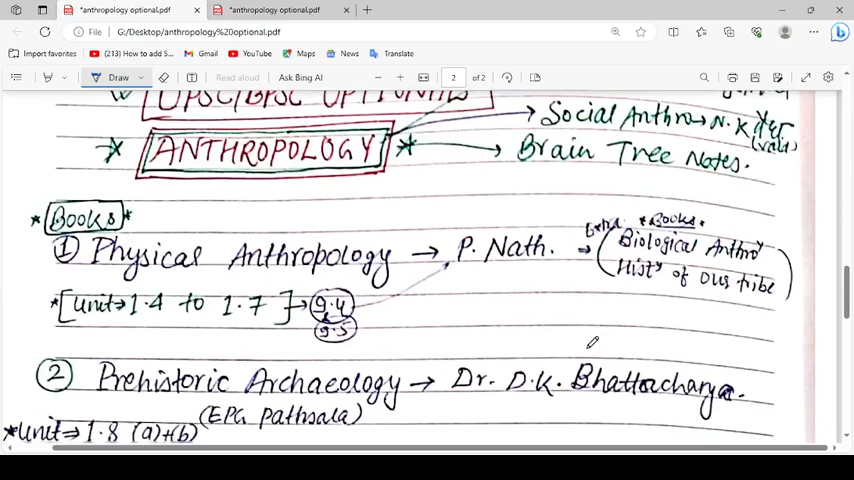 *anthropology optional.pdf
*anthropology optional.pdf
File G:/Desktop/anthropology%20optional.pdf
Import favorites (213) How to add S... Gmail YouTube Maps News Translate
Draw Read aloud Ask Bing AI 2 of 2
UPSC/BPSC OPTIONALS
Social Anthro → N.K
(valid)
* ANTHROPOLOGY * → Brain Tree Notes.
* Books *
① Physical Anthropology → P. Nath. →
*Books*
Biological Anthro
Histy of Our tribe
*[Unit→1.4 to 1.7] → 9.4
9.5
② Prehistoric Archaeology → Dr. D.K. Bhattacharya.
(EPG Pathsala)
*Unit→ 1.8 (a)+(b)